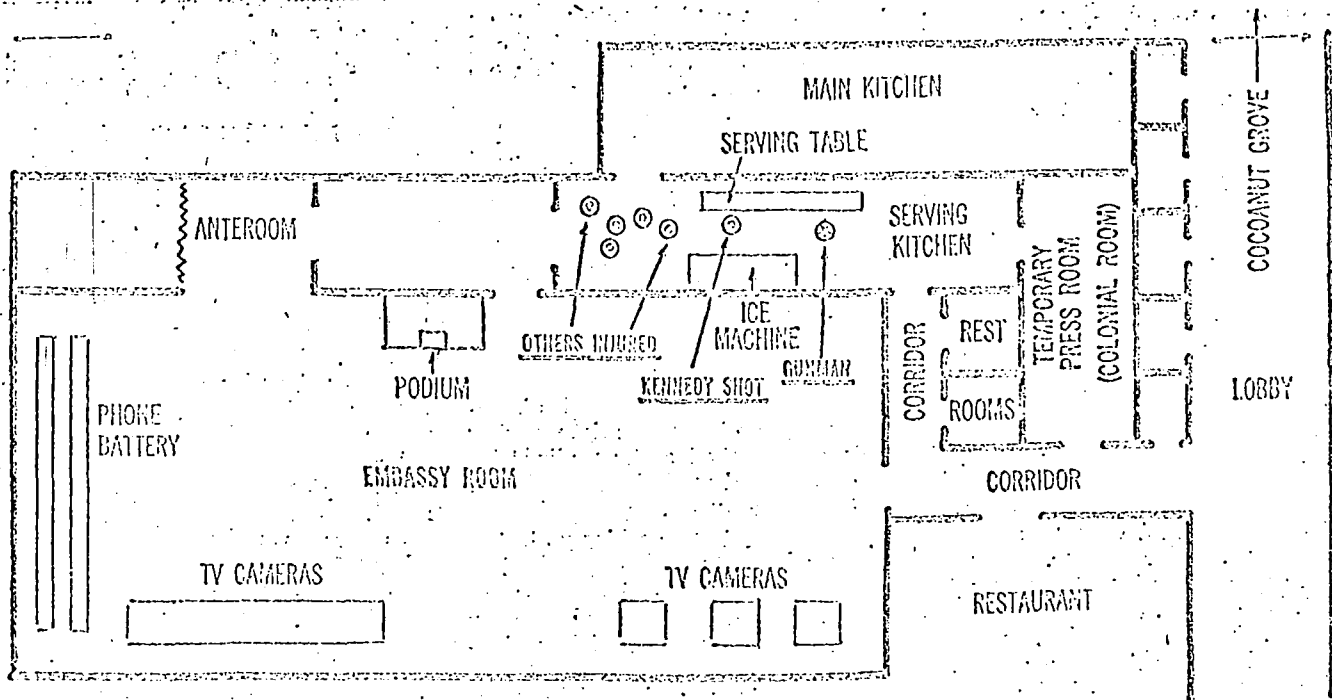 MAIN KITCHEN
SERVING TABLE
COCOANUT GROVE
ANTEROOM
SERVING
KITCHEN
TEMPORARY
PRESS ROOM
(COLONIAL ROOM)
ICE
MACHINE
OTHERS INJURED
KENNEDY SHOT
GUNMAN
CORRIDOR
REST
ROOMS
PODIUM
LOBBY
PHONE
BATTERY
EMBASSY ROOM
CORRIDOR
TV CAMERAS
TV CAMERAS
RESTAURANT